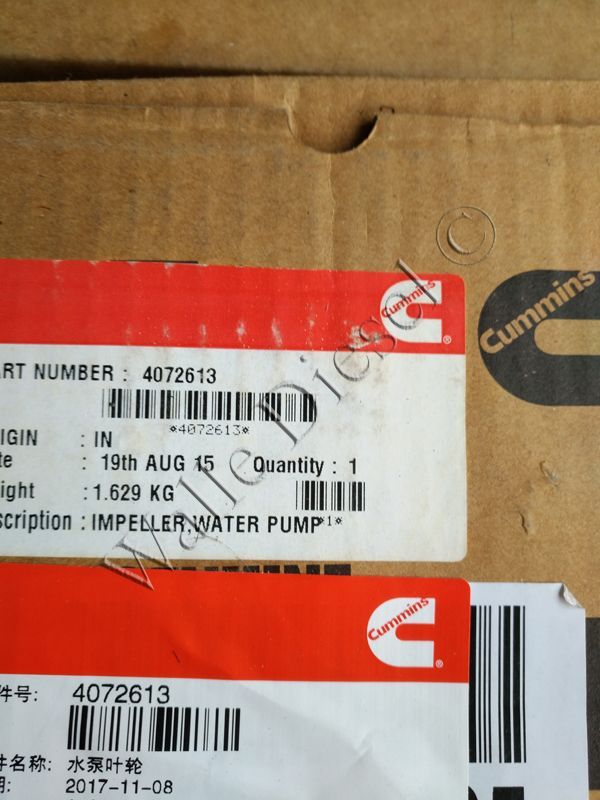 Cummins
Cummins
ART NUMBER : 4072613
*4072613*
IGIN : IN
te : 19th AUG 15 Quantity : 1
ight : 1.629 KG
scription : IMPELLER,WATER PUMP *1*
Walle Diesel ©
Cummins
件号: 4072613
件名称: 水泵叶轮
期: 2017-11-08